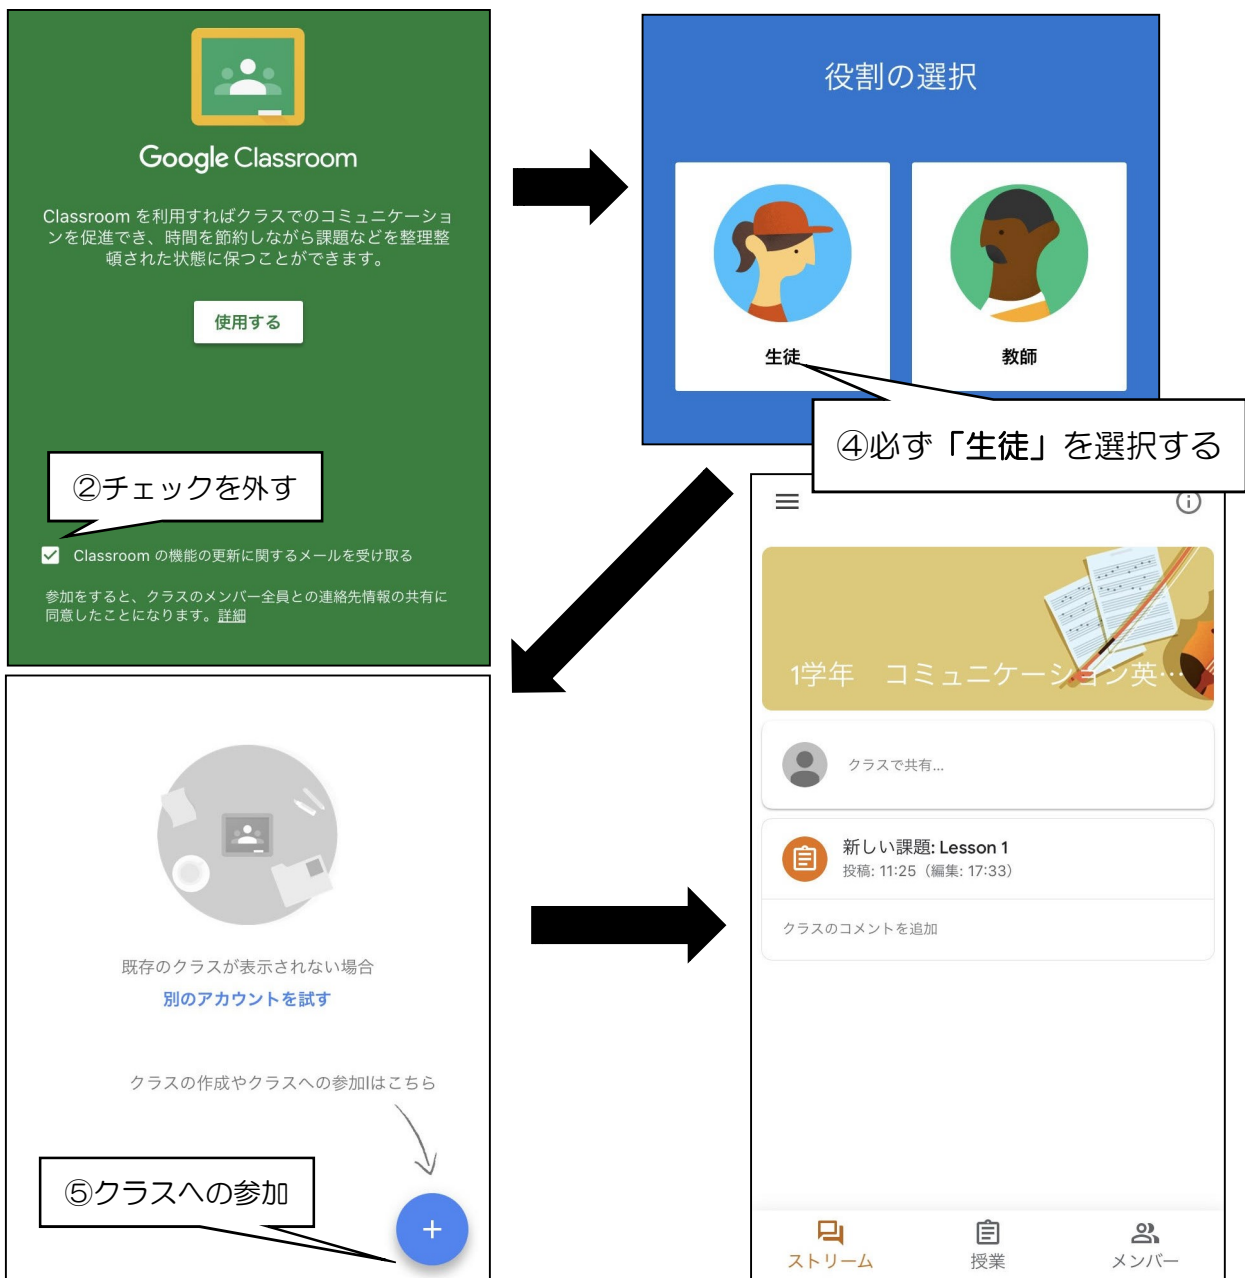 Google Classroom
Classroom を利用すればクラスでのコミュニケーショ
ンを促進でき、時間を節約しながら課題などを整理整
頓された状態に保つことができます。
使用する
②チェックを外す
Classroom の機能の更新に関するメールを受け取る
参加をすると、クラスのメンバー全員との連絡先情報の共有に
同意したことになります。詳細
役割の選択
生徒
教師
④必ず「生徒」を選択する
既存のクラスが表示されない場合
別のアカウントを試す
クラスの作成やクラスへの参加lはこちら
⑤クラスへの参加
1学年　コミュニケーション英…
クラスで共有...
新しい課題: Lesson 1
投稿: 11:25（編集: 17:33）
クラスのコメントを追加
ストリーム
授業
メンバー